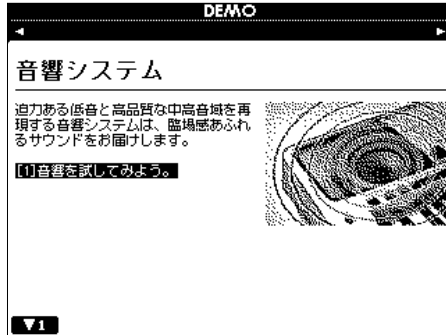 DEMO
音響システム
迫力ある低音と高品質な中高音域を再
現する音響システムは、臨場感あふれ
るサウンドをお届けします。
[1]音響を試してみよう。
▼1